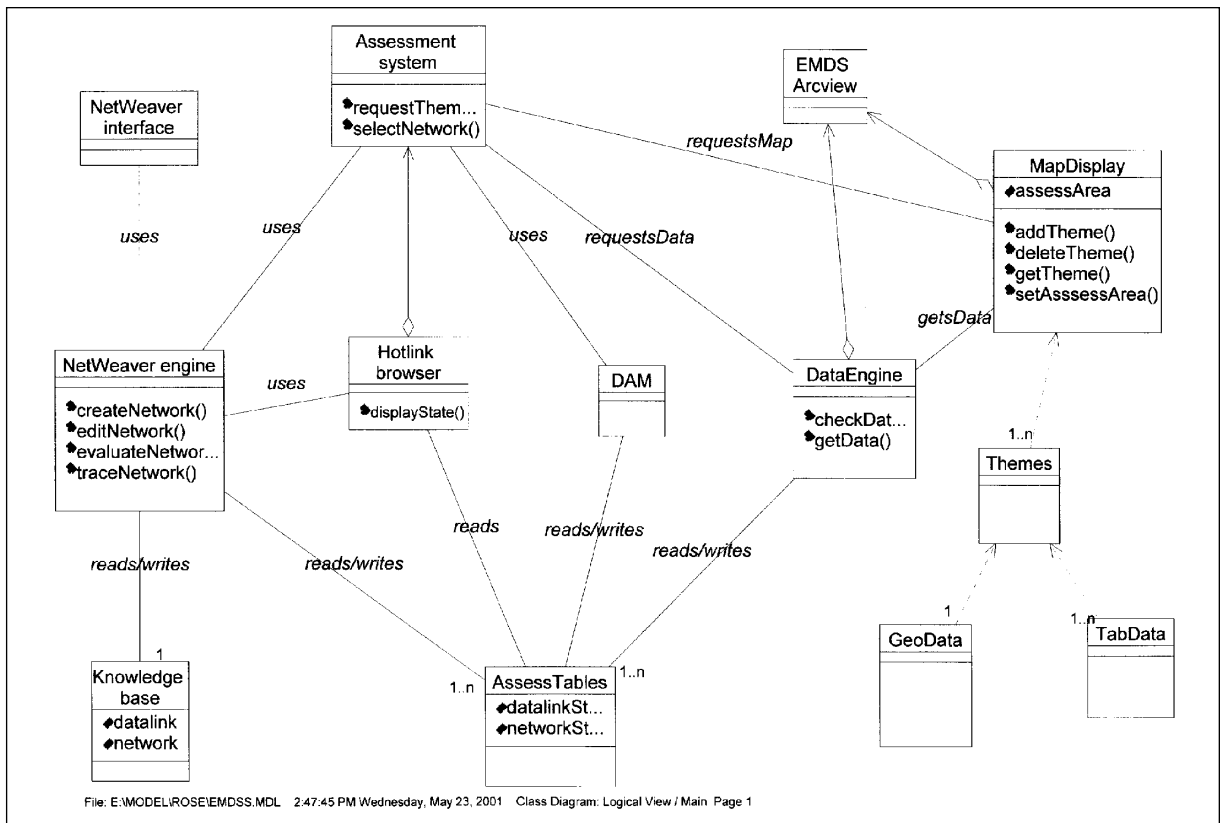 Assessment
system
requestThem...
selectNetwork()
EMDS
Arcview
NetWeaver
interface
requestsMap
MapDisplay
assessArea
addTheme()
deleteTheme()
getTheme()
setAsssessArea()
uses
uses
uses
requestsData
getsData
NetWeaver engine
createNetwork()
editNetwork()
evaluateNetwor...
traceNetwork()
uses
Hotlink
browser
displayState()
DAM
DataEngine
checkDat...
getData()
1..n
Themes
reads/writes
reads/writes
reads
reads/writes
reads/writes
1
1..n
GeoData
TabData
1
Knowledge
base
datalink
network
1..n
AssessTables
datalinkSt...
networkSt...
1..n
File: E:\MODEL\ROSE\EMDSS.MDL 2:47:45 PM Wednesday, May 23, 2001 Class Diagram: Logical View / Main Page 1